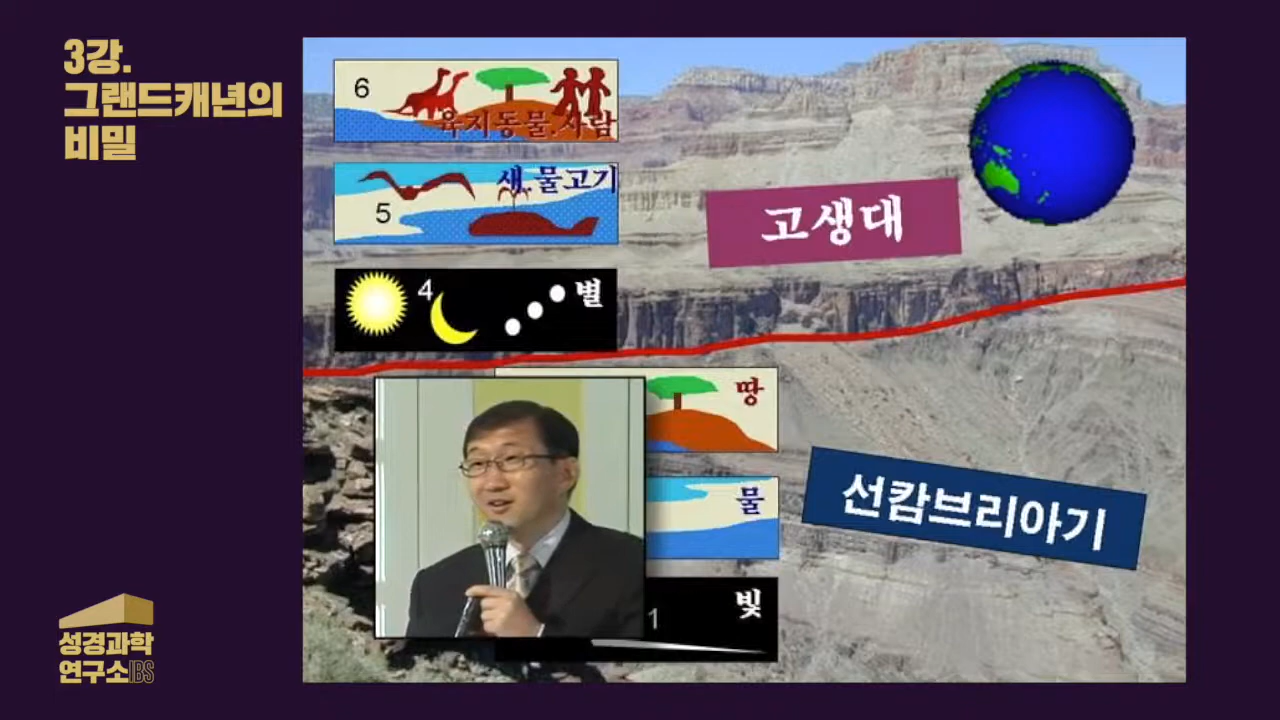 3강.
그랜드캐년의
비밀
6
육지동물.사람
5
새.물고기
4
별
고생대
땅
물
선캄브리아기
1
빛
성경과학
연구소IBS